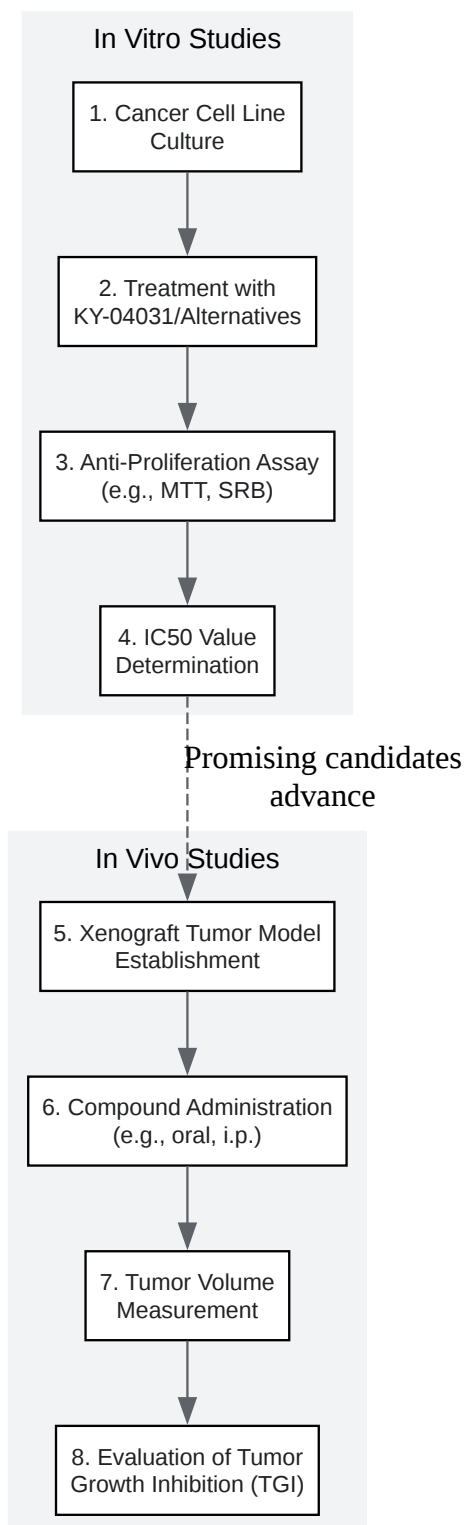 In Vitro Studies
1. Cancer Cell Line
Culture
2. Treatment with
KY-04031/Alternatives
3. Anti-Proliferation Assay
(e.g., MTT, SRB)
4. IC50 Value
Determination
Promising candidates
advance
In Vivo Studies
5. Xenograft Tumor Model
Establishment
6. Compound Administration
(e.g., oral, i.p.)
7. Tumor Volume
Measurement
8. Evaluation of Tumor
Growth Inhibition (TGI)